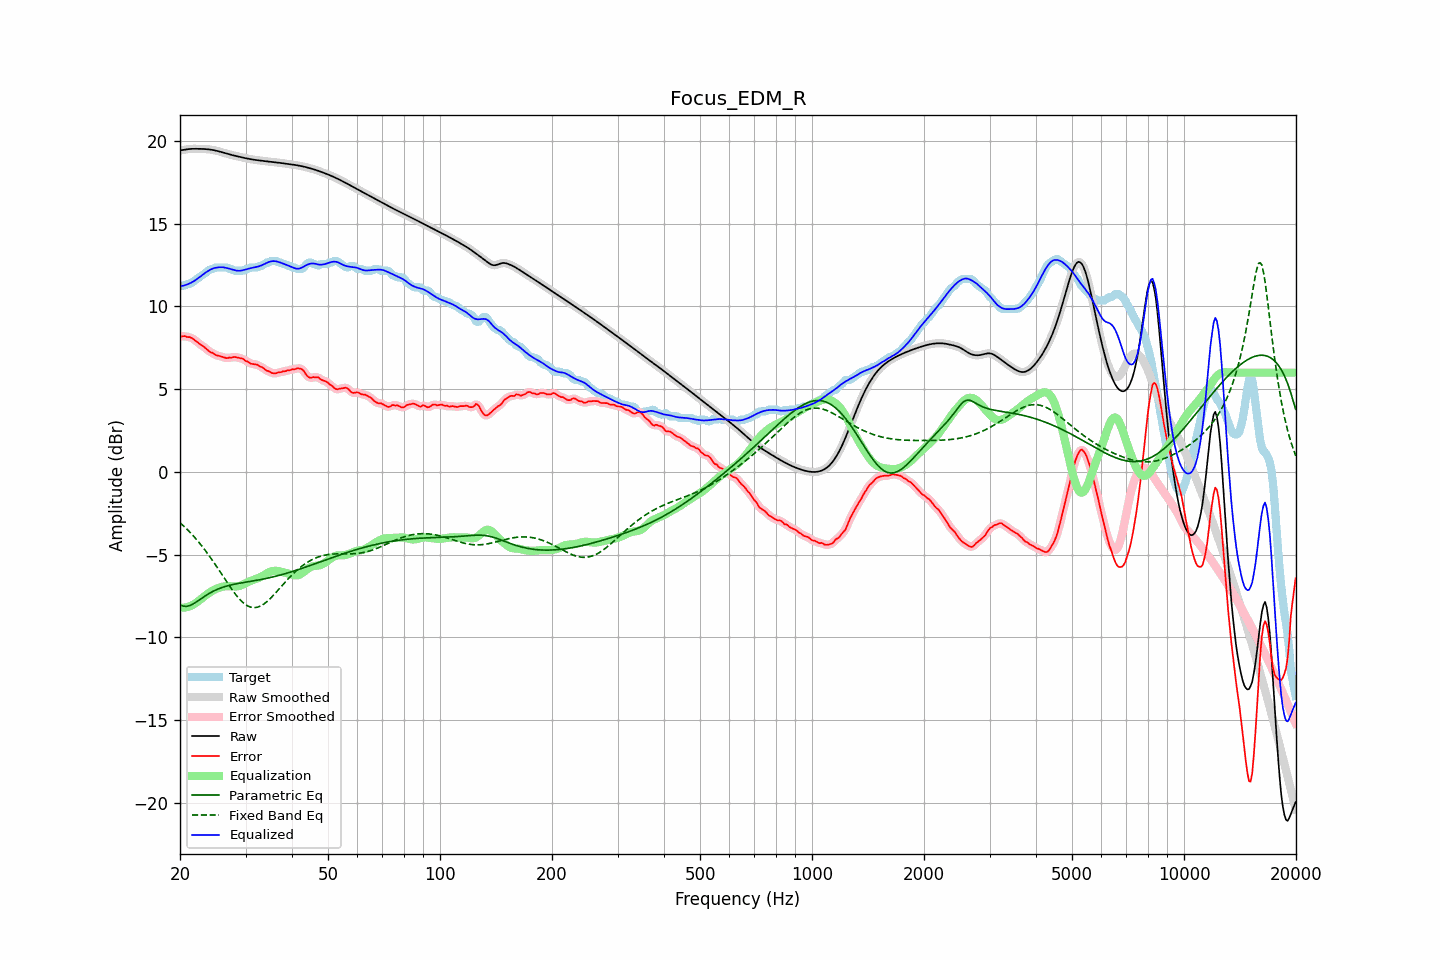 Focus_EDM_R
Amplitude (dBr)
20
15
10
5
0
−5
−10
−15
−20
Target
Raw Smoothed
Error Smoothed
Raw
Error
Equalization
Parametric Eq
Fixed Band Eq
Equalized
20 50 100 200 500 1000 2000 5000 10000 20000
Frequency (Hz)